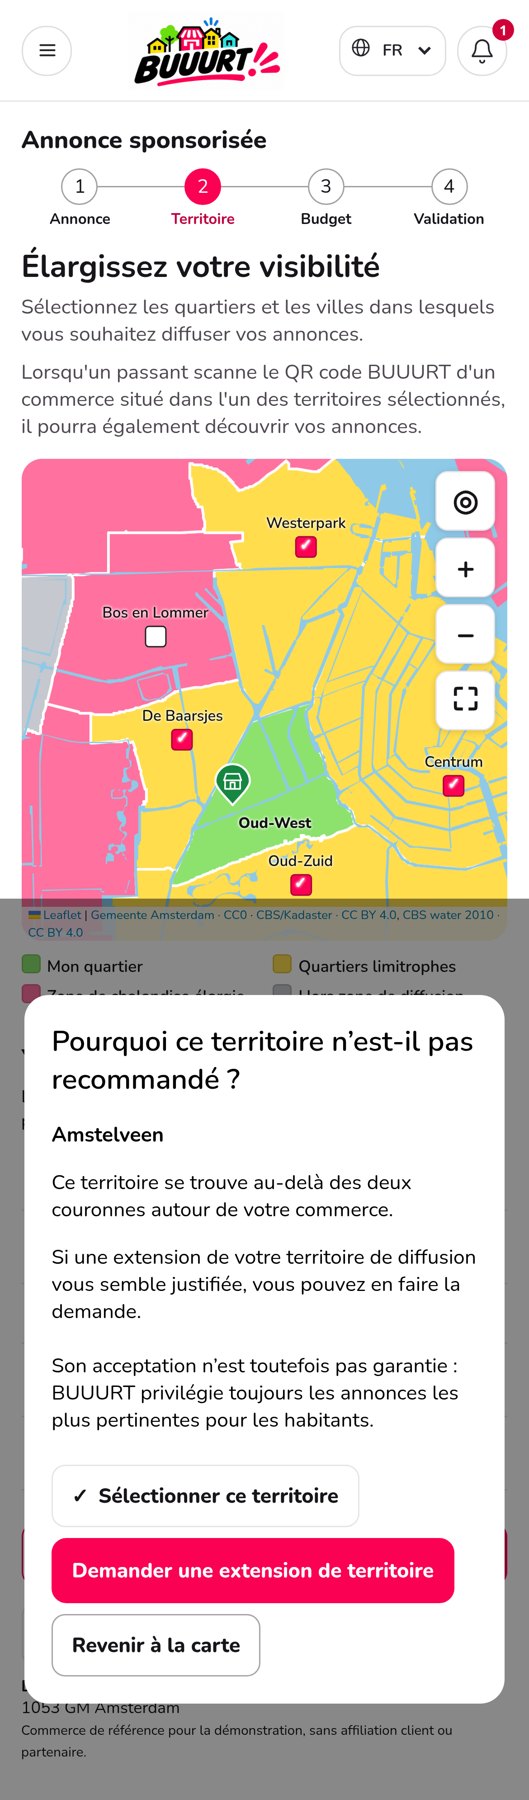 BUUURT!
FR
1
Annonce sponsorisée
1
2
3
4
Annonce
Territoire
Budget
Validation
Élargissez votre visibilité
Sélectionnez les quartiers et les villes dans lesquels
vous souhaitez diffuser vos annonces.
Lorsqu'un passant scanne le QR code BUUURT d'un
commerce situé dans l'un des territoires sélectionnés,
il pourra également découvrir vos annonces.
Westerpark
Bos en Lommer
De Baarsjes
Centrum
Oud-West
Oud-Zuid
Leaflet | Gemeente Amsterdam · CC0 · CBS/Kadaster · CC BY 4.0, CBS water 2010 ·
CC BY 4.0
Mon quartier
Quartiers limitrophes
Zone de chalandise élargie
Hors zone de diffusion
Pourquoi ce territoire n’est-il pas
recommandé ?
Amstelveen
Ce territoire se trouve au-delà des deux
couronnes autour de votre commerce.
Si une extension de votre territoire de diffusion
vous semble justifiée, vous pouvez en faire la
demande.
Son acceptation n’est toutefois pas garantie :
BUUURT privilégie toujours les annonces les
plus pertinentes pour les habitants.
✓ Sélectionner ce territoire
Demander une extension de territoire
Revenir à la carte
1053 GM Amsterdam
Commerce de référence pour la démonstration, sans affiliation client ou
partenaire.